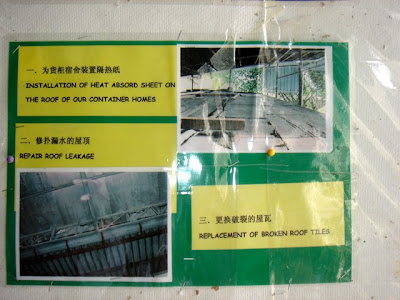 一．为货柜宿舍装置隔热纸
INSTALLATION OF HEAT ABSORD SHEET ON
THE ROOF OF OUR CONTAINER HOMES
二．修扑漏水的屋顶
REPAIR ROOF LEAKAGE
三．更换破裂的屋瓦
REPLACEMENT OF BROKEN ROOF TILES